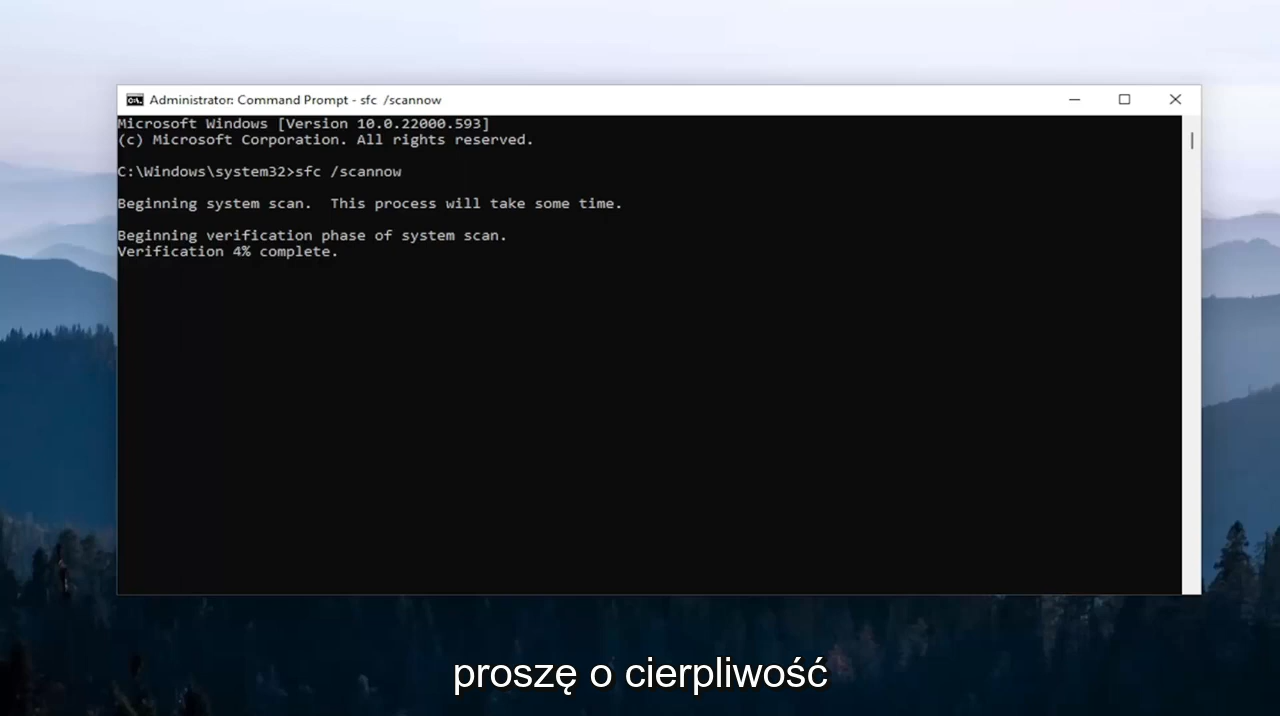 Administrator: Command Prompt - sfc /scannow
Microsoft Windows [Version 10.0.22000.593]
(c) Microsoft Corporation. All rights reserved.
C:\Windows\system32>sfc /scannow
Beginning system scan.  This process will take some time.
Beginning verification phase of system scan.
Verification 4% complete.
proszę o cierpliwość